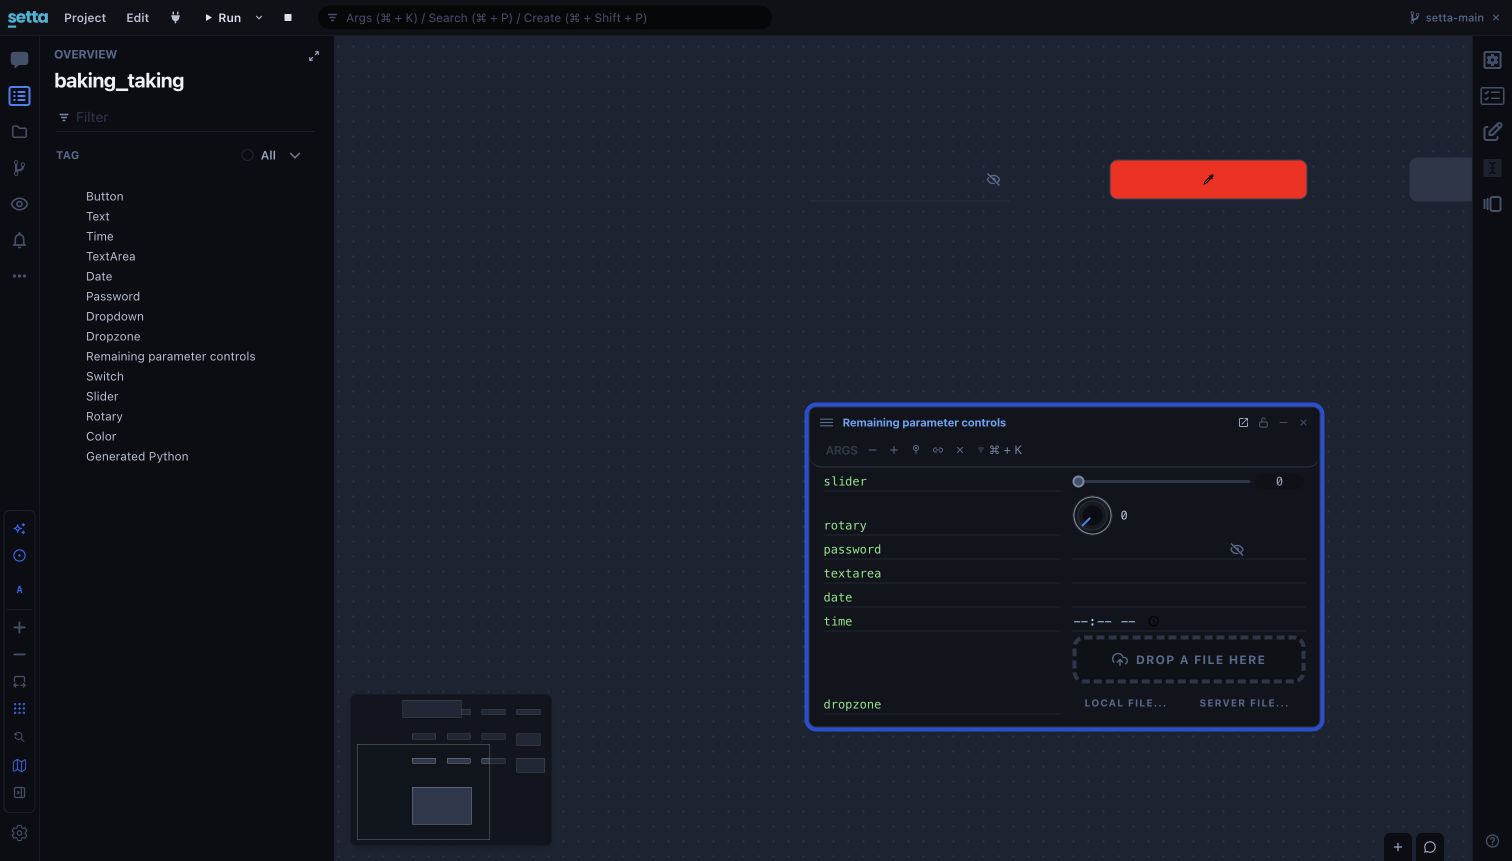 setta Project Edit Run Args (⌘ + K) / Search (⌘ + P) / Create (⌘ + Shift + P) setta-main
OVERVIEW
baking_taking
Filter
TAG All
Button
Text
Time
TextArea
Date
Password
Dropdown
Dropzone
Remaining parameter controls
Switch
Slider
Rotary
Color
Generated Python
A
Remaining parameter controls
ARGS ⌘ + K
slider 0
rotary 0
password
textarea
date
time --:-- --
DROP A FILE HERE
dropzone LOCAL FILE... SERVER FILE...